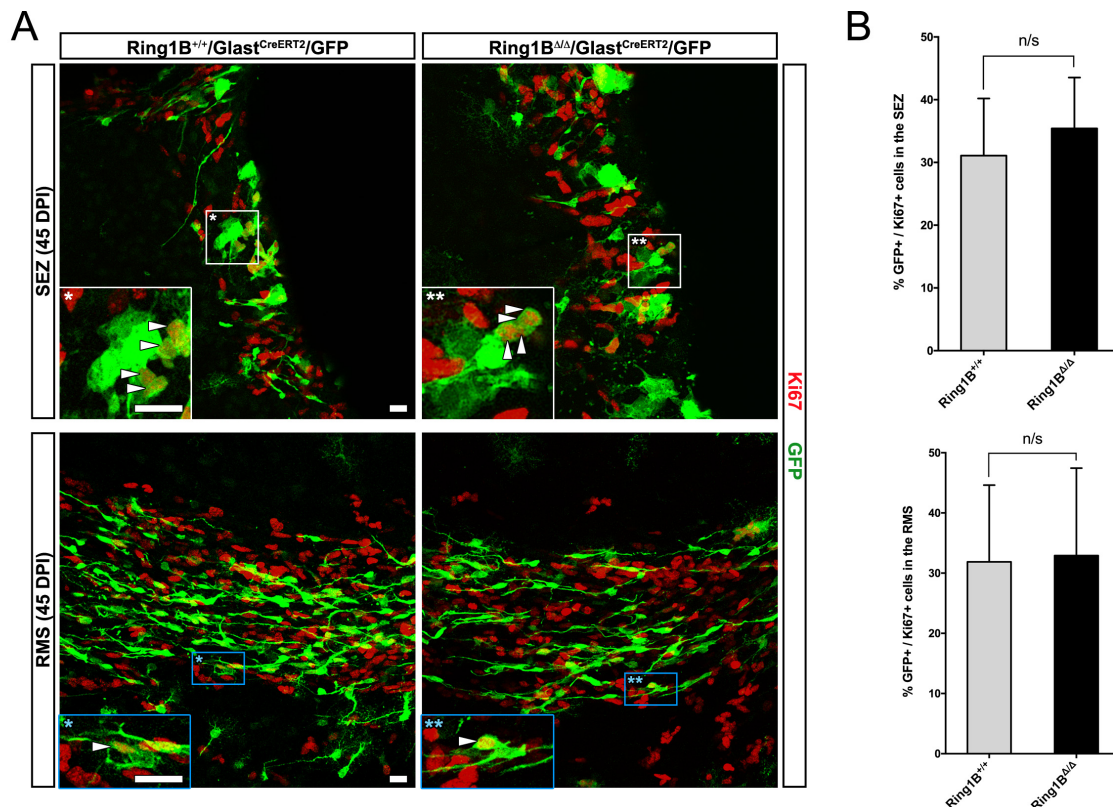 A
Ring1B+/+/GlastCreERT2/GFP
Ring1BΔ/Δ/GlastCreERT2/GFP
SEZ (45 DPI)
*
**
*
**
RMS (45 DPI)
*
**
*
**
Ki67
GFP
B
n/s
50
40
30
20
10
0
% GFP+ / Ki67+ cells in the SEZ
Ring1B+/+
Ring1BΔ/Δ
n/s
50
40
30
20
10
0
% GFP+ / Ki67+ cells in the RMS
Ring1B+/+
Ring1BΔ/Δ